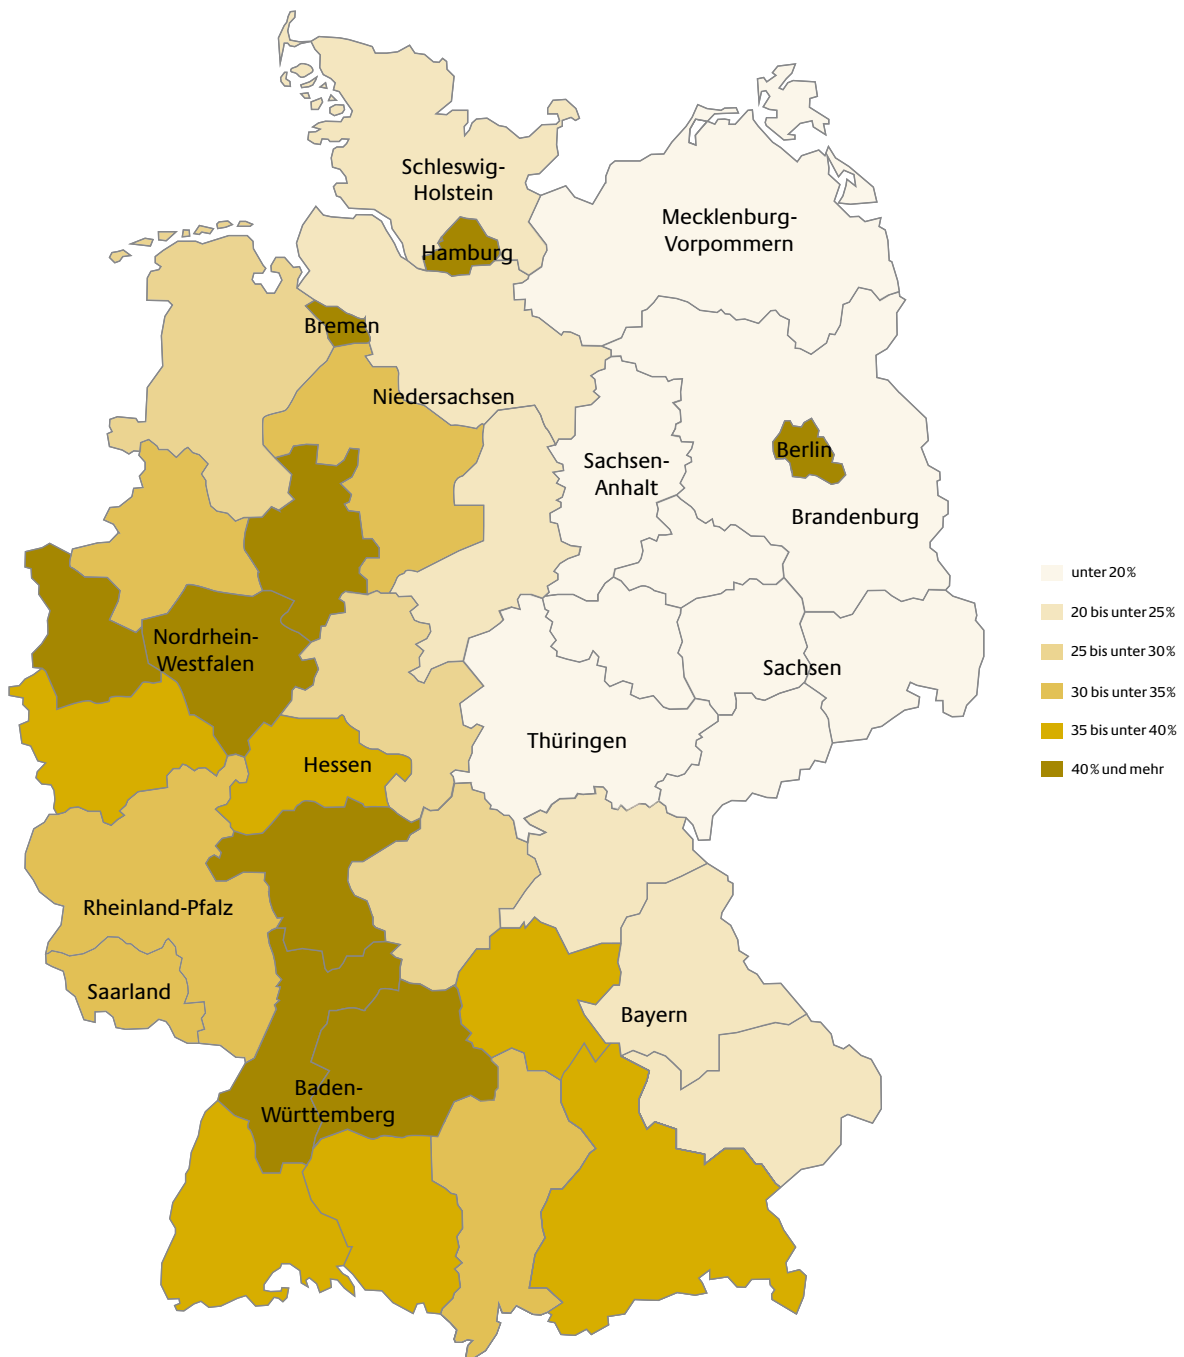 Schleswig-
Holstein
Mecklenburg-
Vorpommern
Hamburg
Bremen
Niedersachsen
Berlin
Sachsen-
Anhalt
Brandenburg
Nordrhein-
Westfalen
Sachsen
Thüringen
Hessen
Rheinland-Pfalz
Saarland
Bayern
Baden-
Württemberg
unter 20%
20 bis unter 25%
25 bis unter 30%
30 bis unter 35%
35 bis unter 40%
40% und mehr